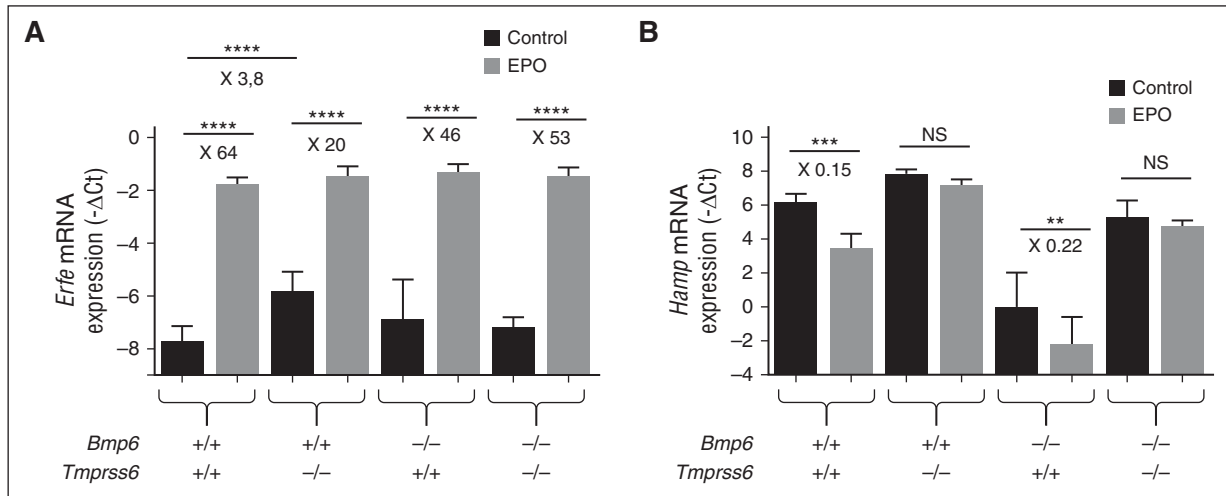 A
Control
EPO
****
X 3,8
****
X 64
****
X 20
****
X 46
****
X 53
Erfe mRNA
expression (-ΔCt)
0
–2
–4
–6
–8
Bmp6 +/+ +/+ –/– –/–
Tmprss6 +/+ –/– +/+ –/–
B
Control
EPO
***
X 0.15
NS
**
X 0.22
NS
Hamp mRNA
expression (-ΔCt)
10
8
6
4
2
0
–2
–4
Bmp6 +/+ +/+ –/– –/–
Tmprss6 +/+ –/– +/+ –/–